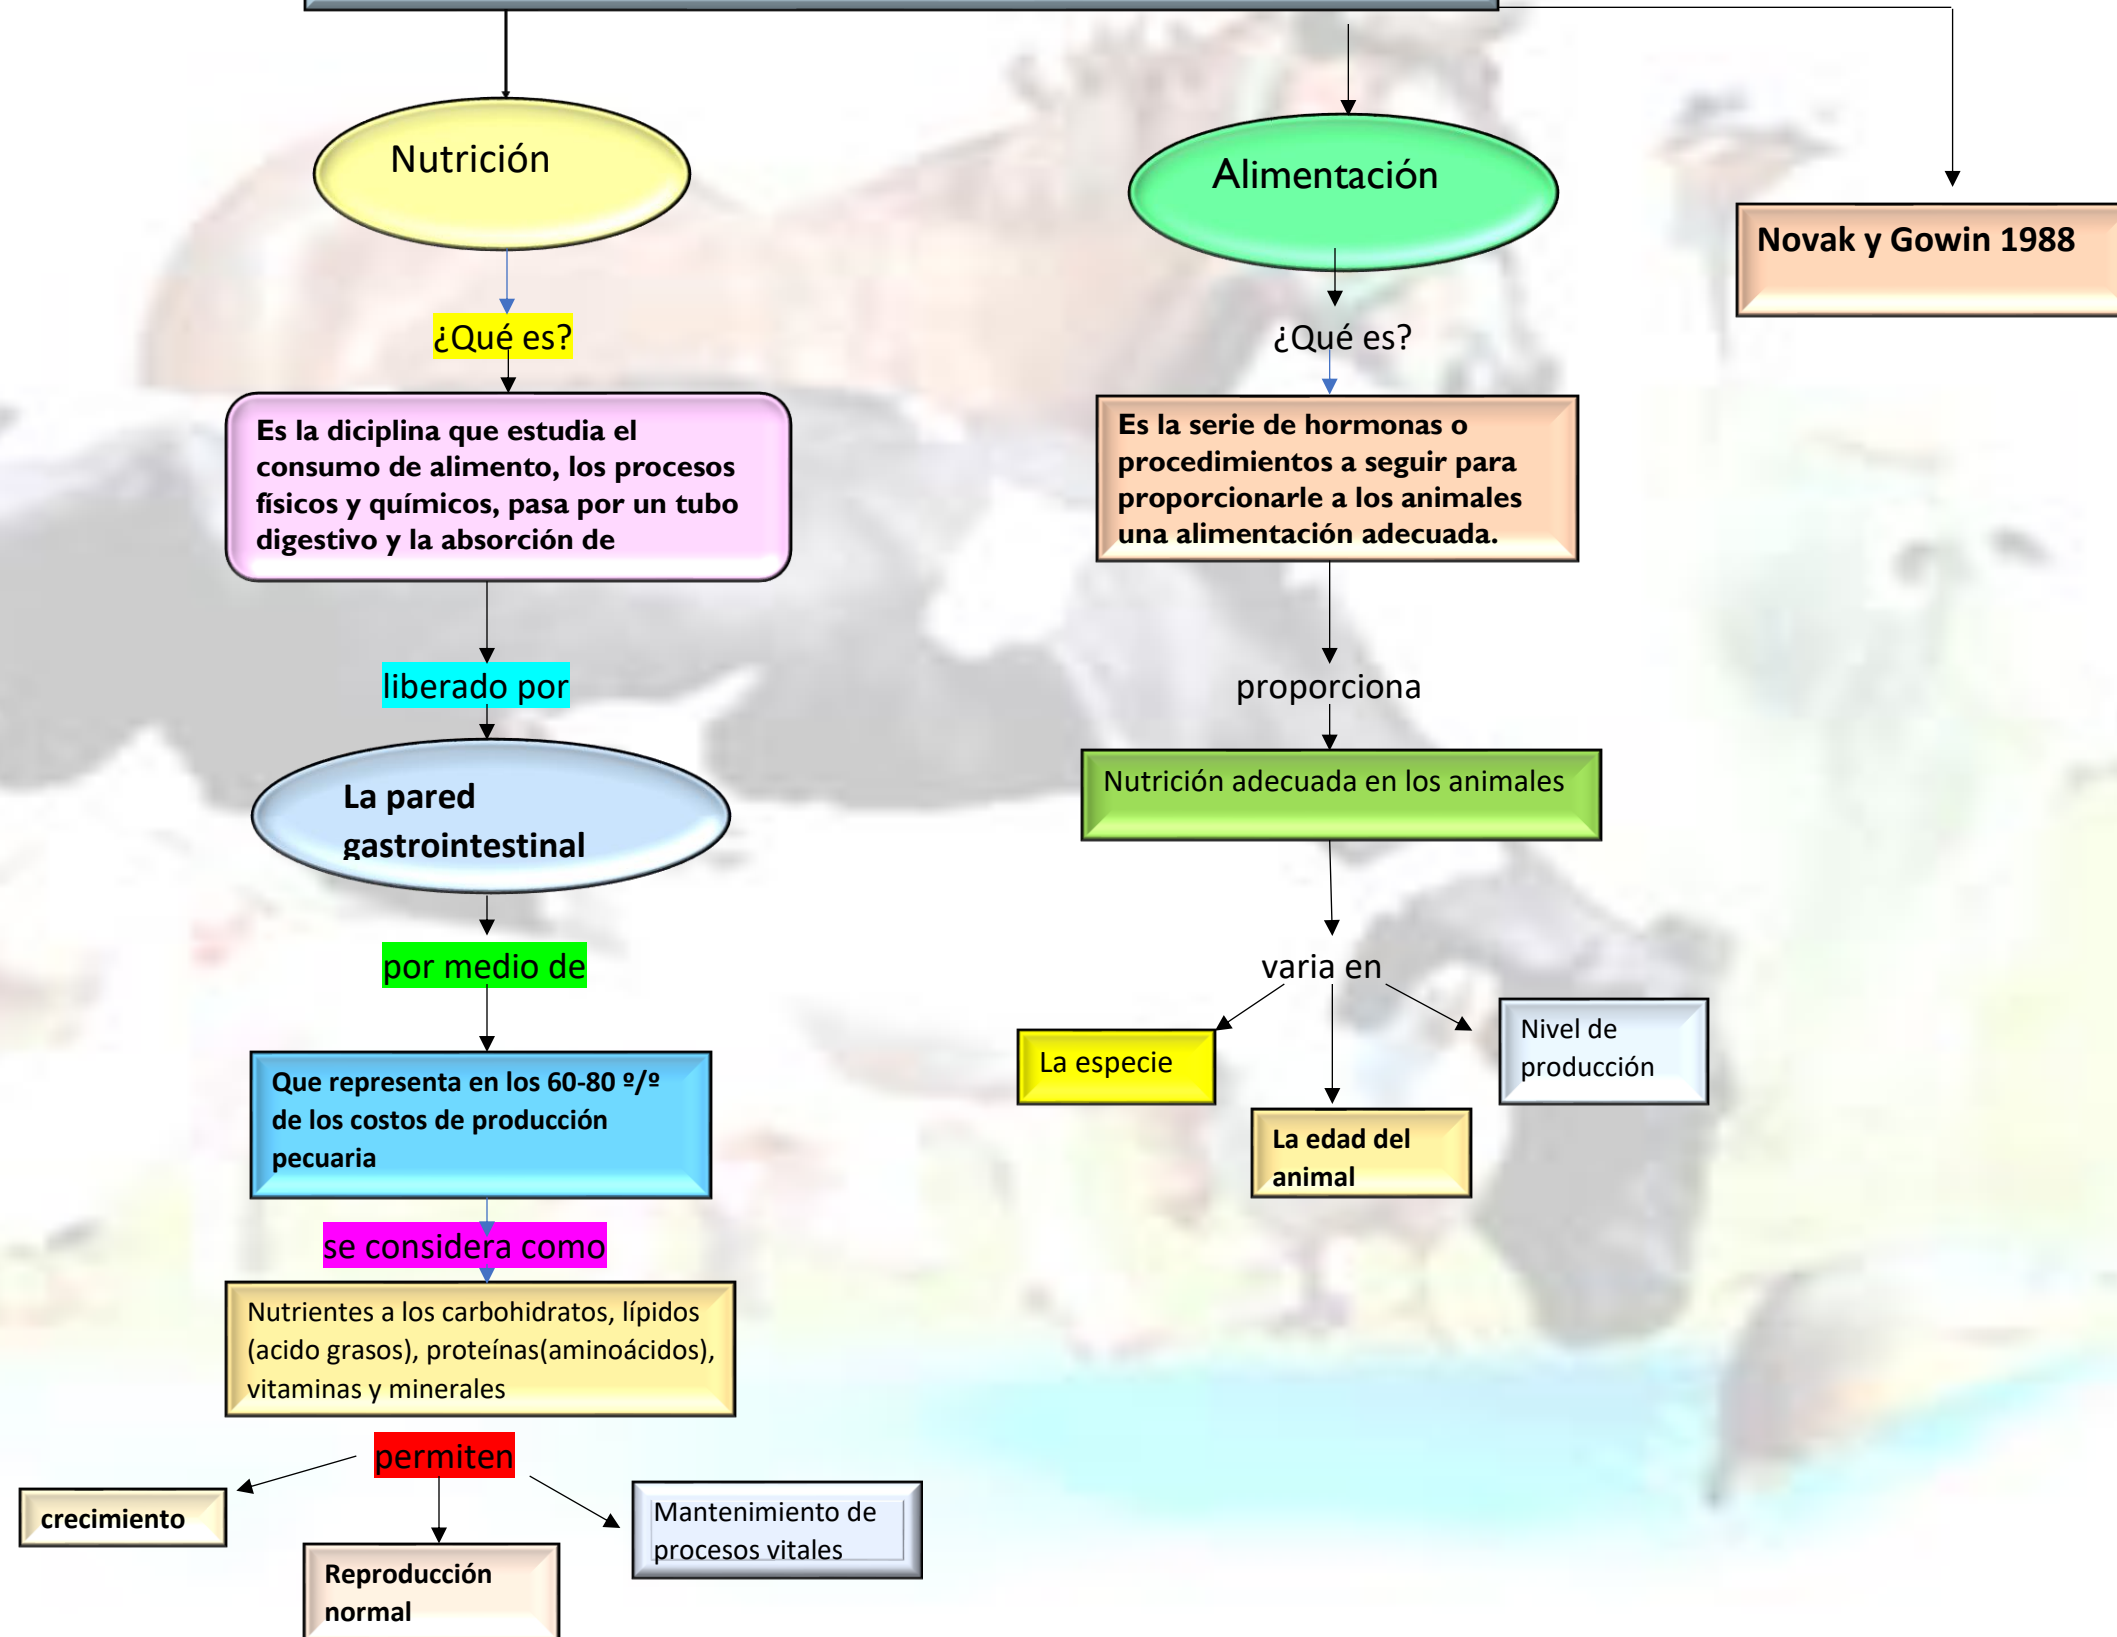 Nutrición
Alimentación
Novak y Gowin 1988
¿Qué es?
¿Qué es?
Es la diciplina que estudia el
consumo de alimento, los procesos
físicos y químicos, pasa por un tubo
digestivo y la absorción de
Es la serie de hormonas o
procedimientos a seguir para
proporcionarle a los animales
una alimentación adecuada.
liberado por
proporciona
La pared
gastrointestinal
Nutrición adecuada en los animales
por medio de
varia en
La especie
Nivel de
producción
La edad del
animal
Que representa en los 60-80 º/º
de los costos de producción
pecuaria
se considera como
Nutrientes a los carbohidratos, lípidos
(acido grasos), proteínas(aminoácidos),
vitaminas y minerales
permiten
crecimiento
Mantenimiento de
procesos vitales
Reproducción
normal